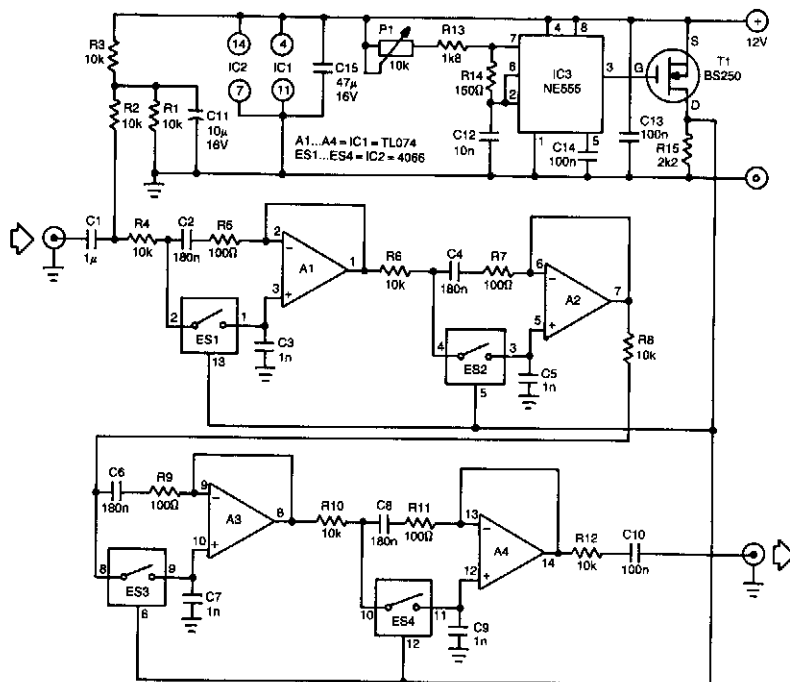 R3
10k
14
4
IC2
IC1
7
11
C15
47µ
16V
P1
10k
R13
1k8
R14
150Ω
7
6
2
4
8
3
1
5
IC3
NE555
C12
10n
C14
100n
C13
100n
G
S
D
T1
BS250
R15
2k2
+
12V
0
R2
10k
R1
10k
C11
10µ
16V
A1...A4 = IC1 = TL074
ES1...ES4 = IC2 = 4066
C1
1µ
R4
10k
C2
180n
R5
100Ω
2
−
A1
1
3
+
2
1
ES1
13
C3
1n
R6
10k
C4
180n
R7
100Ω
6
−
A2
7
5
+
4
3
ES2
5
C5
1n
R8
10k
C6
180n
R9
100Ω
9
−
A3
8
10
+
8
9
ES3
6
C7
1n
R10
10k
C8
180n
R11
100Ω
13
−
A4
14
12
+
10
11
ES4
12
C9
1n
R12
10k
C10
100n